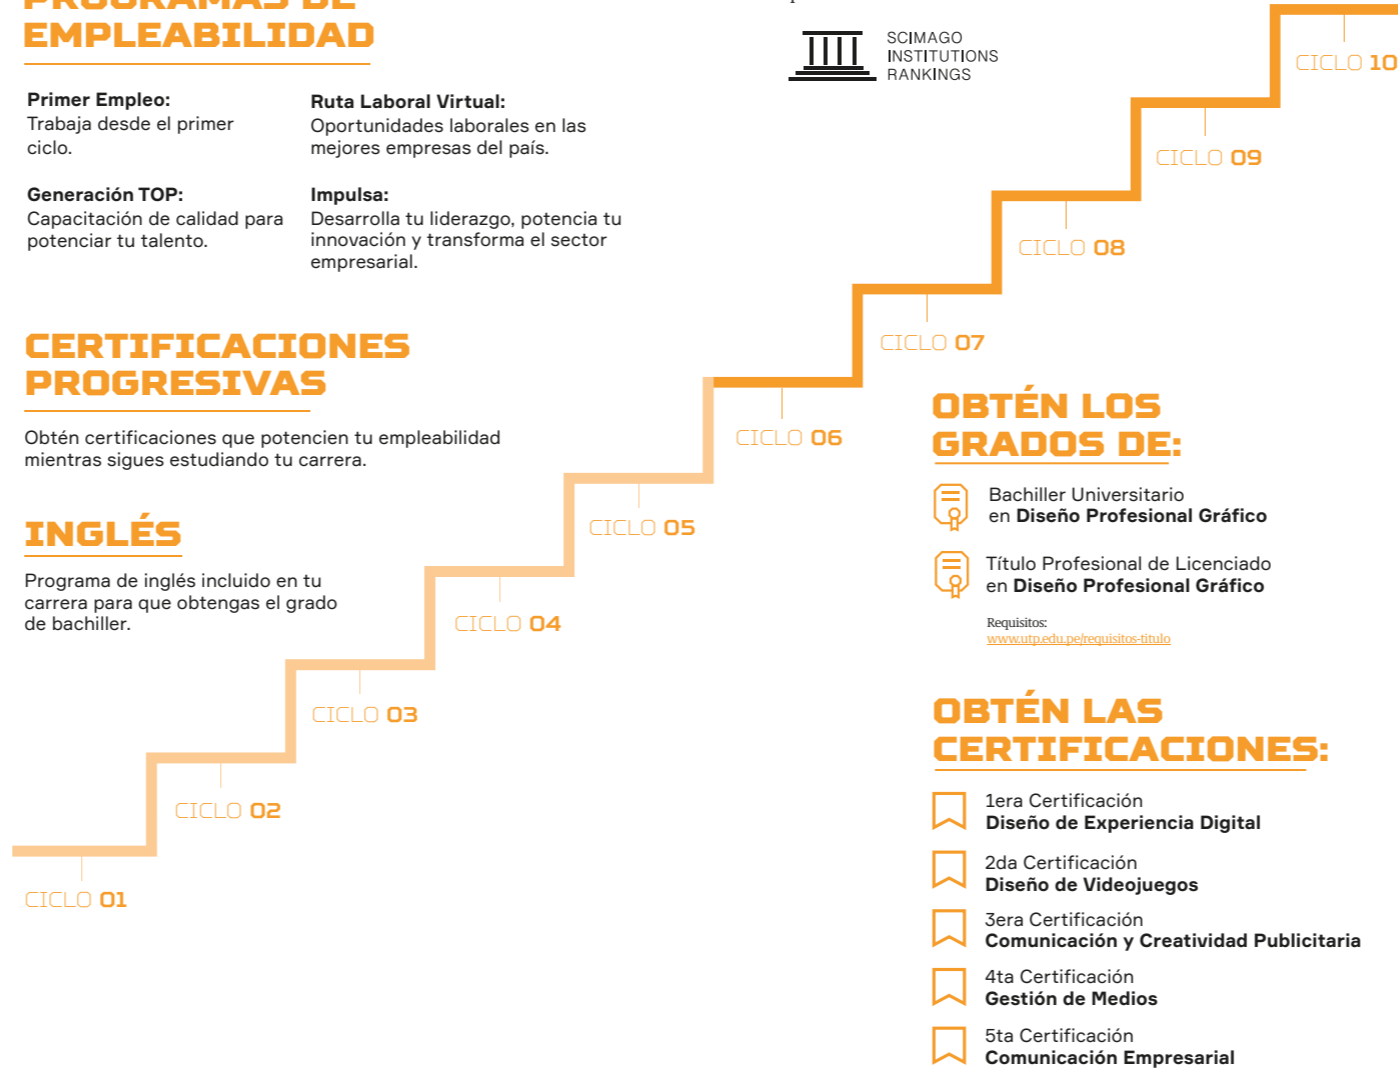 PROGRAMAS DE
EMPLEABILIDAD
Primer Empleo:
Trabaja desde el primer
ciclo.
Ruta Laboral Virtual:
Oportunidades laborales en las
mejores empresas del país.
Generación TOP:
Capacitación de calidad para
potenciar tu talento.
Impulsa:
Desarrolla tu liderazgo, potencia tu
innovación y transforma el sector
empresarial.
SCIMAGO
INSTITUTIONS
RANKINGS
CERTIFICACIONES
PROGRESIVAS
Obtén certificaciones que potencien tu empleabilidad
mientras sigues estudiando tu carrera.
INGLÉS
Programa de inglés incluido en tu
carrera para que obtengas el grado
de bachiller.
CICLO 01
CICLO 02
CICLO 03
CICLO 04
CICLO 05
CICLO 06
CICLO 07
CICLO 08
CICLO 09
CICLO 10
OBTÉN LOS
GRADOS DE:
Bachiller Universitario
en Diseño Profesional Gráfico
Título Profesional de Licenciado
en Diseño Profesional Gráfico
Requisitos:
www.utp.edu.pe/requisitos-titulo
OBTÉN LAS
CERTIFICACIONES:
1era Certificación
Diseño de Experiencia Digital
2da Certificación
Diseño de Videojuegos
3era Certificación
Comunicación y Creatividad Publicitaria
4ta Certificación
Gestión de Medios
5ta Certificación
Comunicación Empresarial